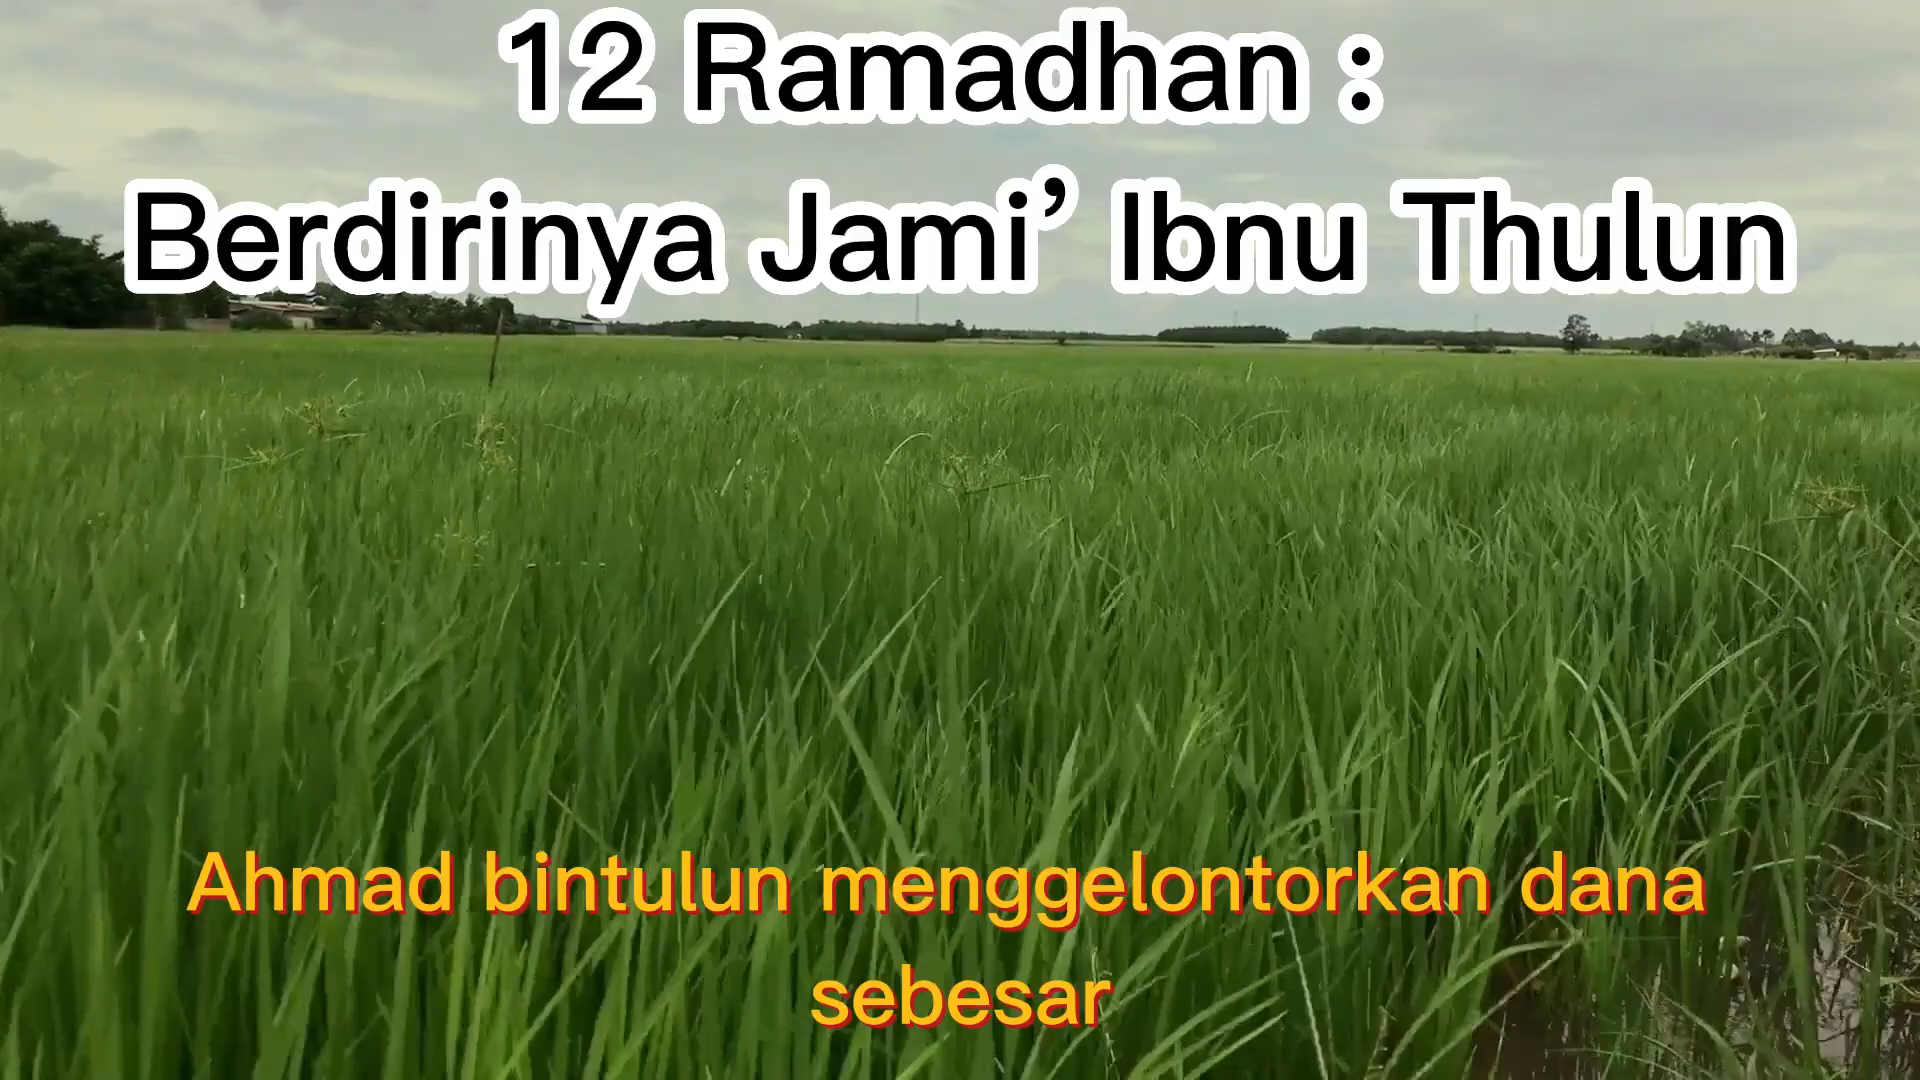 12 Ramadhan :
Berdirinya Jami’ Ibnu Thulun
Ahmad bintulun menggelontorkan dana
sebesar